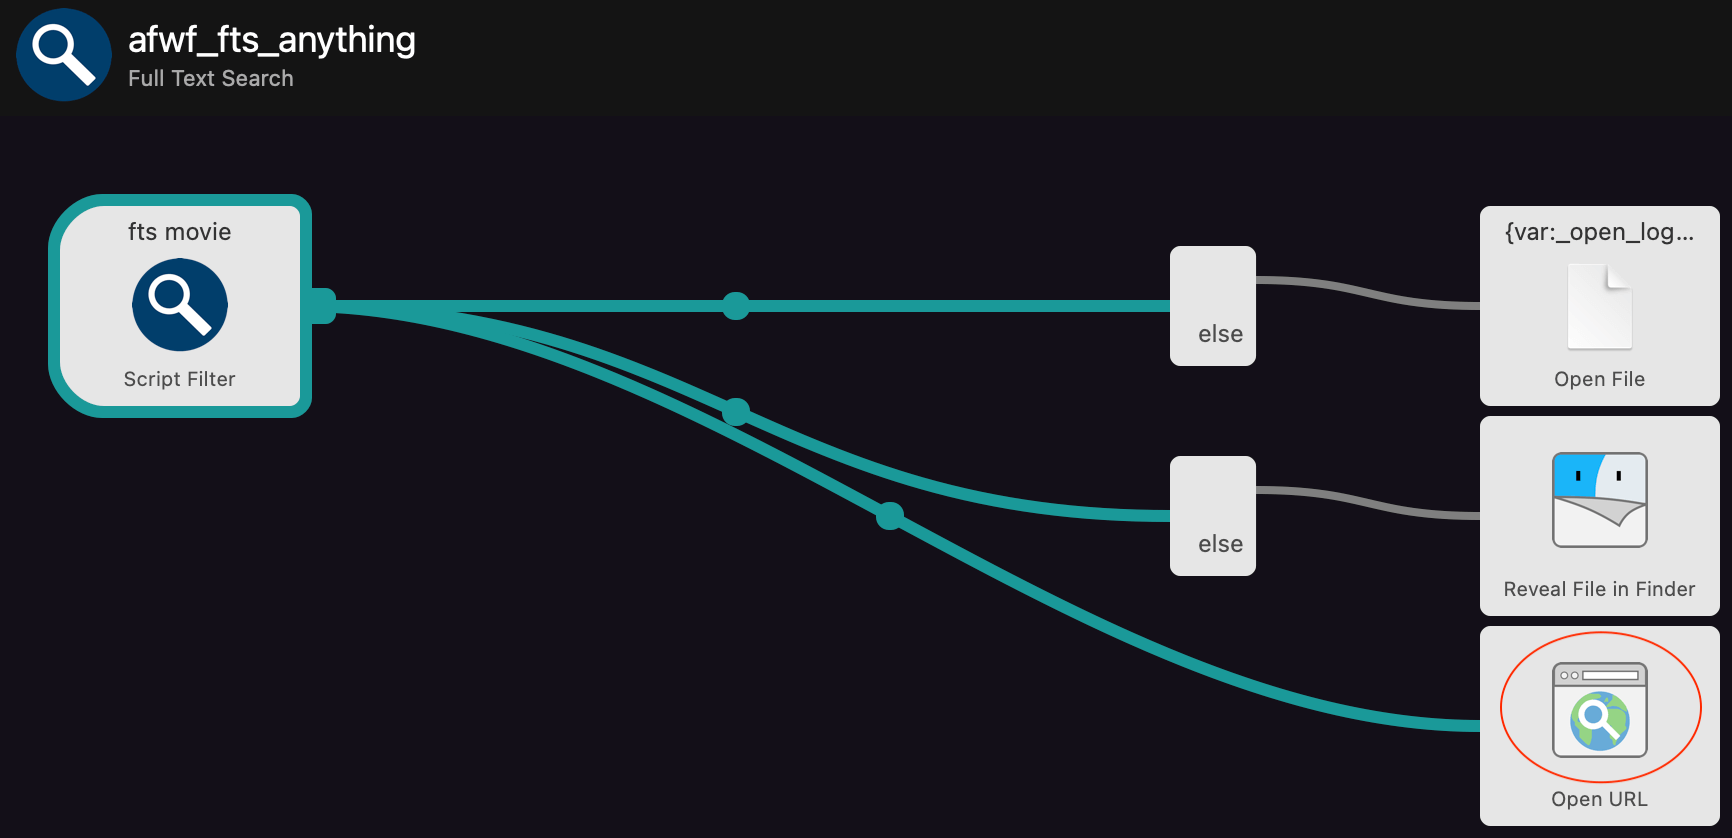 afwf_fts_anything
Full Text Search
fts movie
Script Filter
else
{var:_open_log...
Open File
else
Reveal File in Finder
Open URL